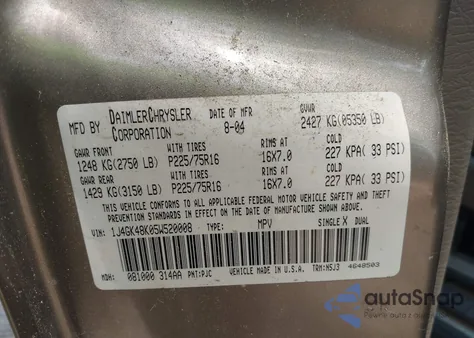 MFD BY DAIMLERCHRYSLER CORPORATION DATE OF MFR 8-04 GVWR 2427 KG(05350 LB)
GAWR FRONT WITH TIRES RIMS AT COLD
1248 KG(2750 LB) P225/75R16 16X7.0 227 KPA( 33 PSI)
GAWR REAR WITH TIRES RIMS AT COLD
1429 KG(3150 LB) P225/75R16 16X7.0 227 KPA( 33 PSI)
THIS VEHICLE CONFORMS TO ALL APPLICABLE FEDERAL MOTOR VEHICLE SAFETY AND
THEFT PREVENTION STANDARDS IN EFFECT ON THE DATE OF MANUFACTURE SHOWN ABOVE.
VIN: 1J4GK48K05W520008 TYPE: MPV SINGLE X DUAL
MDH: 081000 314AA PNT:PJC VEHICLE MADE IN U.S.A. TRM:N5J3 4648503
autoSnap
Pewne auto z USA